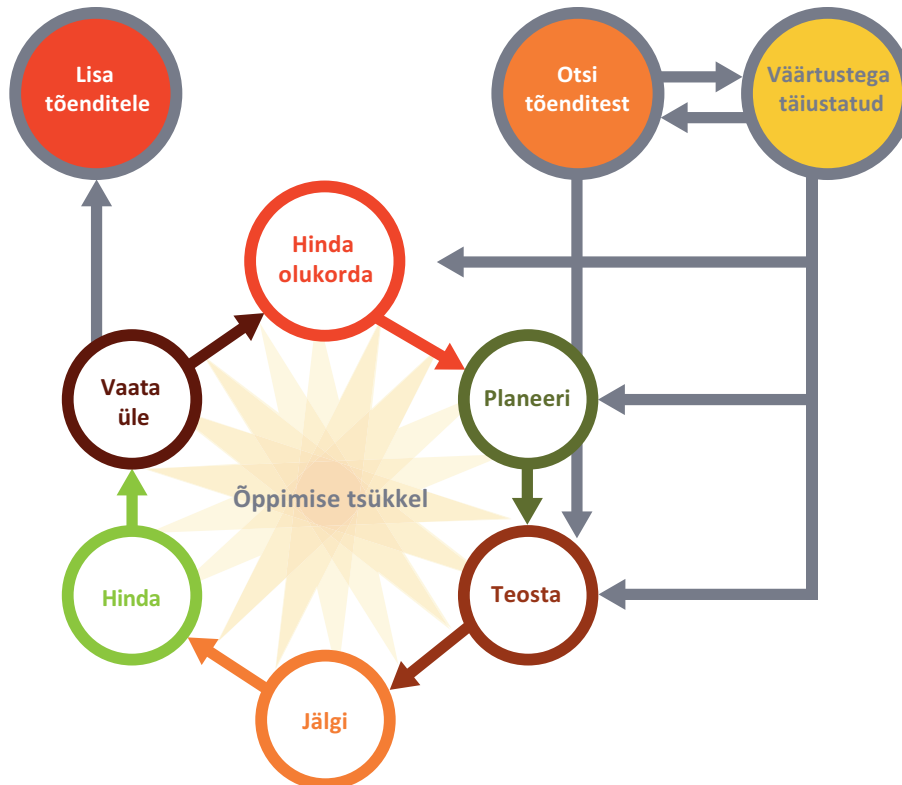 Lisa
tõenditele
Otsi
tõenditest
Väärtustega
täiustatud
Hinda
olukorda
Vaata
üle
Planeeri
Õppimise tsükkel
Hinda
Teosta
Jälgi